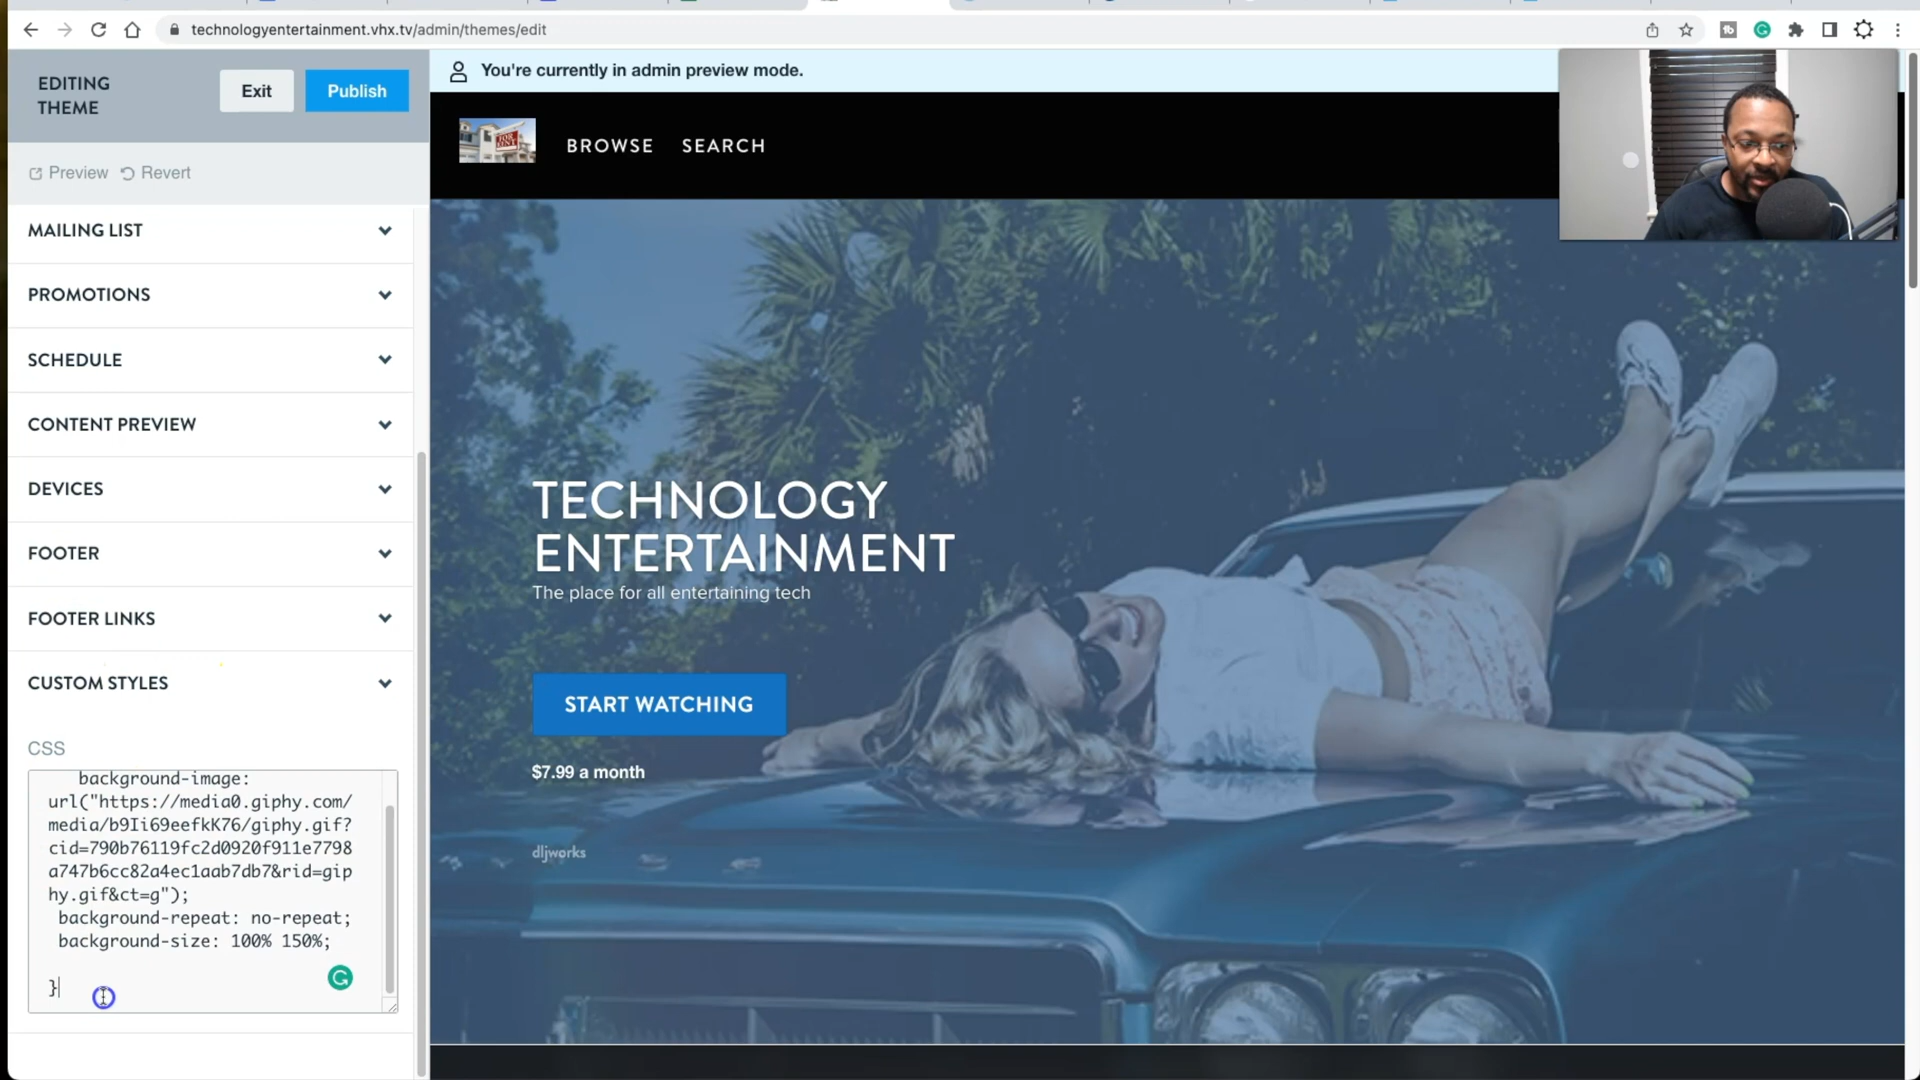 technologyentertainment.vhx.tv/admin/themes/edit
EDITING
THEME
Exit
Publish
Preview
Revert
MAILING LIST
PROMOTIONS
SCHEDULE
CONTENT PREVIEW
DEVICES
FOOTER
FOOTER LINKS
CUSTOM STYLES
CSS
background-image:
url("https://media0.giphy.com/
media/b9Ii69eefkK76/giphy.gif?
cid=790b76119fc2d0920f911e7798
a747b6cc82a4ec1aab7db7&rid=gip
hy.gif&ct=g");
background-repeat: no-repeat;
background-size: 100% 150%;
}
You're currently in admin preview mode.
FOR
BROWSE
SEARCH
TECHNOLOGY
ENTERTAINMENT
The place for all entertaining tech
START WATCHING
$7.99 a month
dljworks